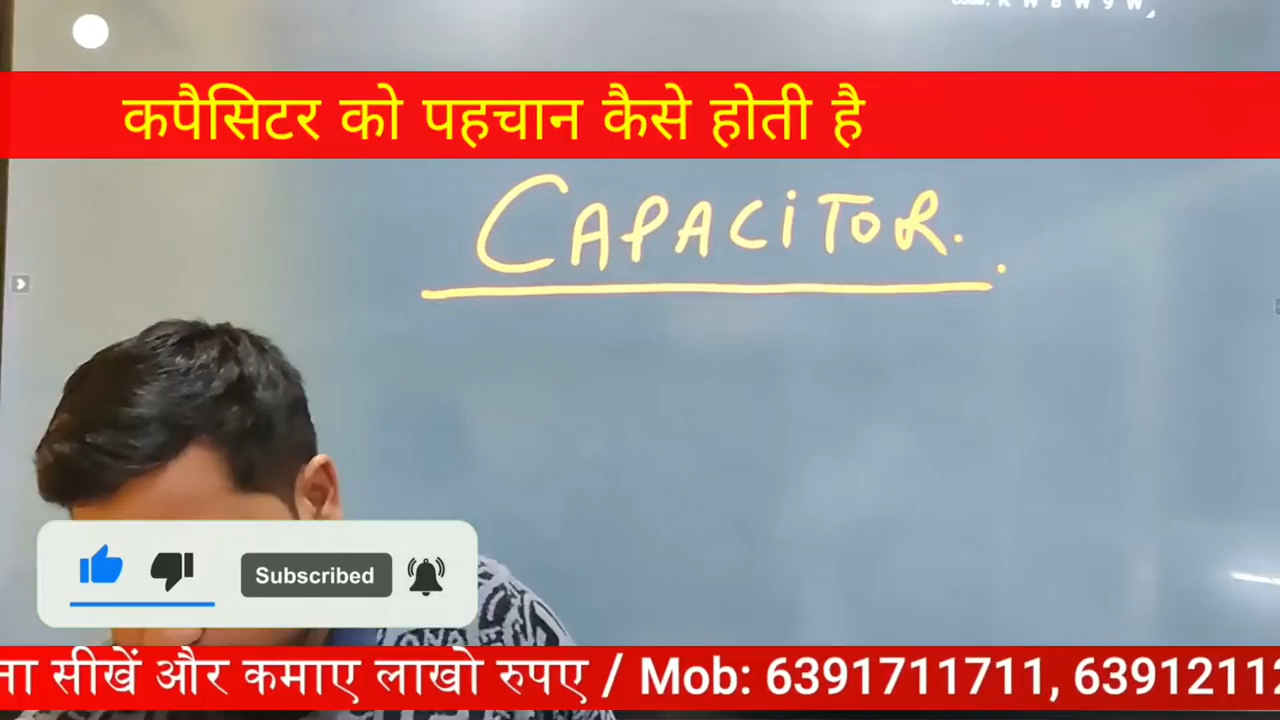 कपैसिटर को पहचान कैसे होती है
CAPACITOR.
Subscribed
सीखें और कमाए लाखो रुपए / Mob: 6391711711,